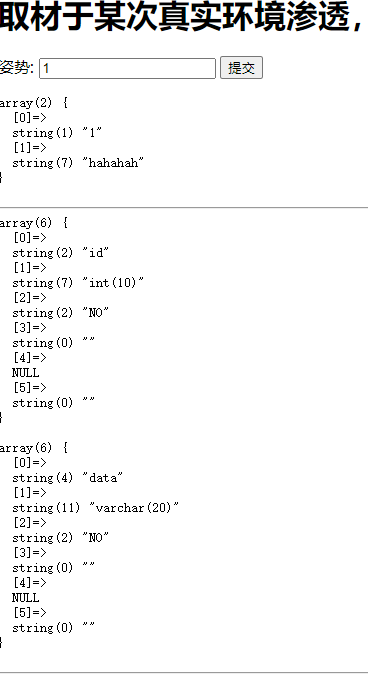 取材于某次真实环境渗透，
姿势: 1 提交
array(2) {
[0]=>
string(1) "1"
[1]=>
string(7) "hahahah"
}
array(6) {
[0]=>
string(2) "id"
[1]=>
string(7) "int(10)"
[2]=>
string(2) "NO"
[3]=>
string(0) ""
[4]=>
NULL
[5]=>
string(0) ""
}
array(6) {
[0]=>
string(4) "data"
[1]=>
string(11) "varchar(20)"
[2]=>
string(2) "NO"
[3]=>
string(0) ""
[4]=>
NULL
[5]=>
string(0) ""
}